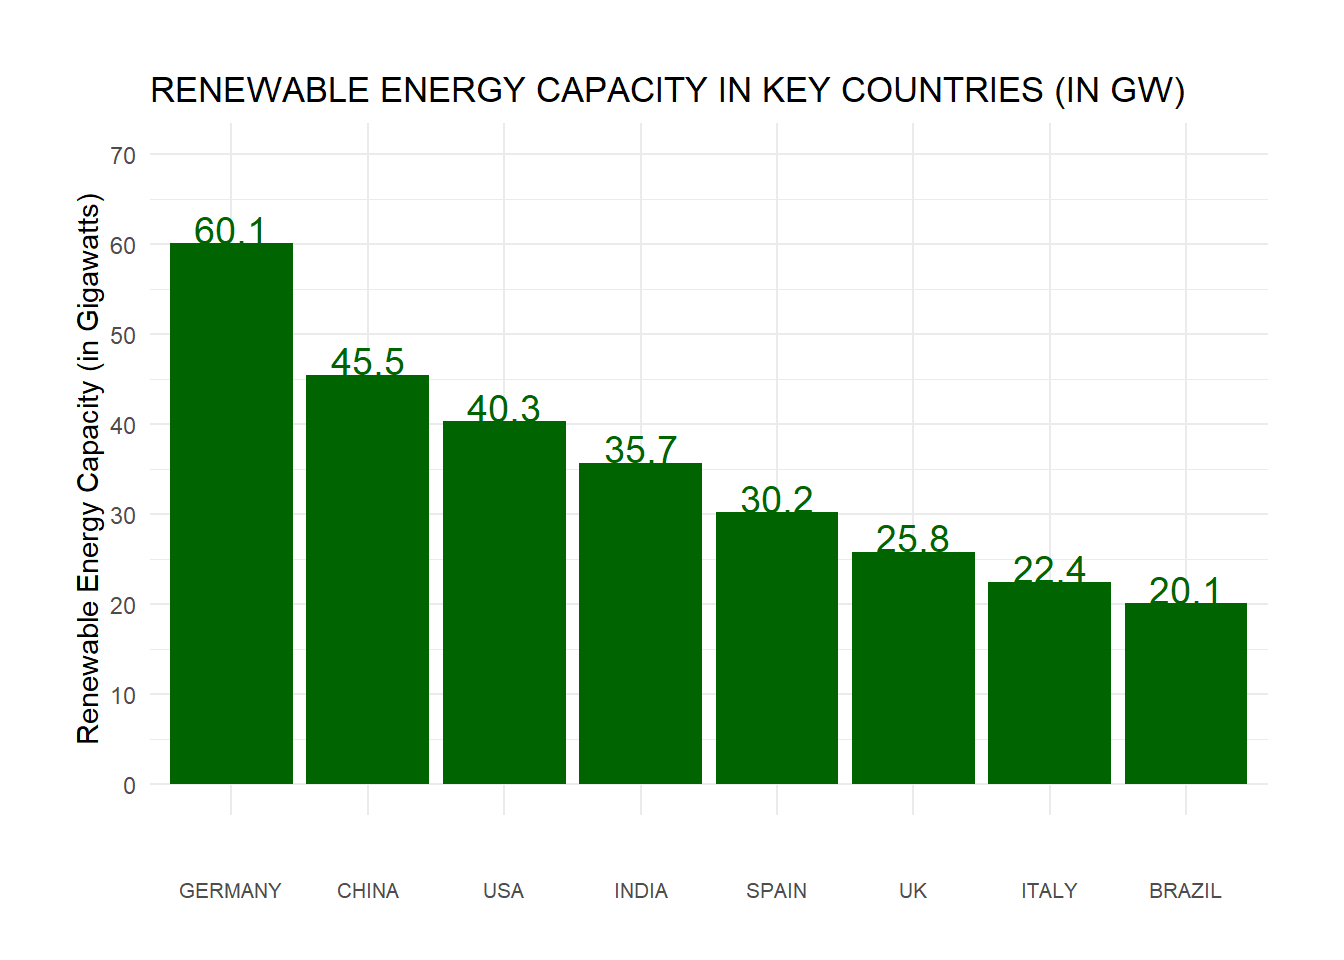 RENEWABLE ENERGY CAPACITY IN KEY COUNTRIES (IN GW)
Renewable Energy Capacity (in Gigawatts)
70
60
50
40
30
20
10
0
60.1
45.5
40.3
35.7
30.2
25.8
22.4
20.1
GERMANY
CHINA
USA
INDIA
SPAIN
UK
ITALY
BRAZIL